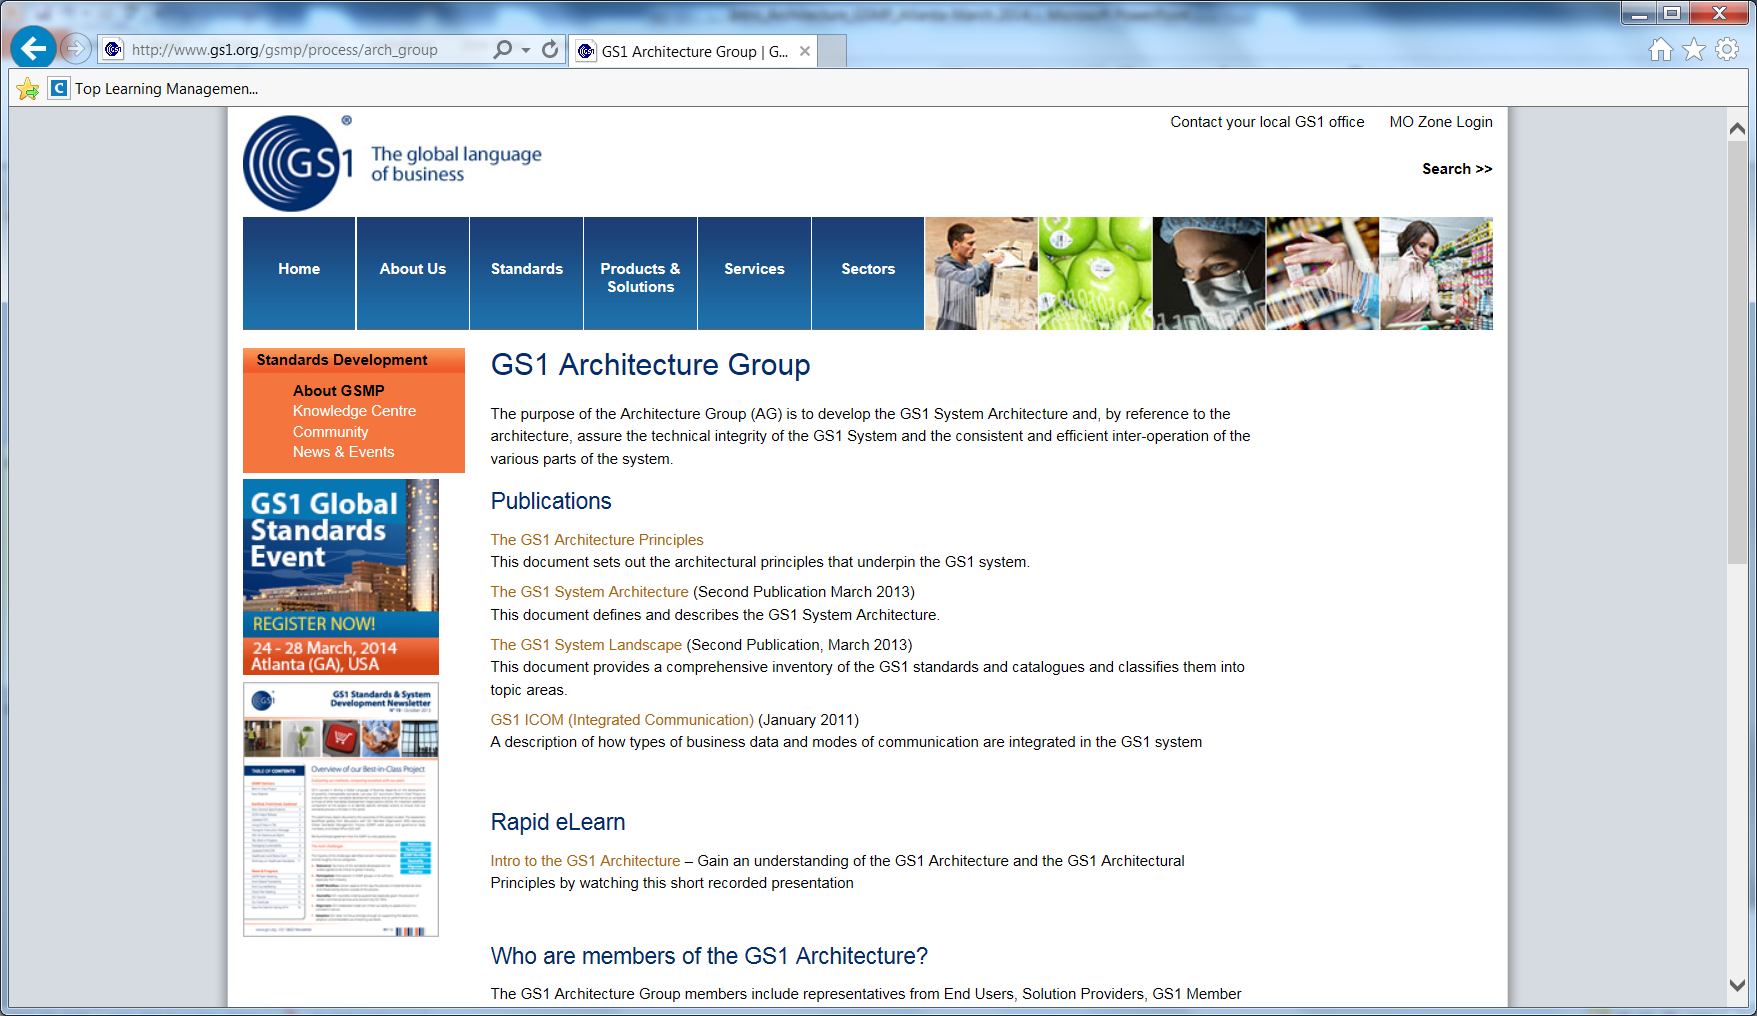 http://www.gs1.org/gsmp/process/arch_group
GS1 Architecture Group | G...
Top Learning Managemen...
GS1
®
The global language
of business
Contact your local GS1 office
MO Zone Login
Search >>
Home
About Us
Standards
Products &
Solutions
Services
Sectors
Standards Development
About GSMP
Knowledge Centre
Community
News & Events
GS1 Global
Standards
Event
REGISTER NOW!
24 - 28 March, 2014
Atlanta (GA), USA
GS1 Standards & System
Development Newsletter
TABLE OF CONTENTS
Overview of our Best-in-Class Project
GS1 Architecture Group
The purpose of the Architecture Group (AG) is to develop the GS1 System Architecture and, by reference to the
architecture, assure the technical integrity of the GS1 System and the consistent and efficient inter-operation of the
various parts of the system.
Publications
The GS1 Architecture Principles
This document sets out the architectural principles that underpin the GS1 system.
The GS1 System Architecture (Second Publication March 2013)
This document defines and describes the GS1 System Architecture.
The GS1 System Landscape (Second Publication, March 2013)
This document provides a comprehensive inventory of the GS1 standards and catalogues and classifies them into
topic areas.
GS1 ICOM (Integrated Communication) (January 2011)
A description of how types of business data and modes of communication are integrated in the GS1 system
Rapid eLearn
Intro to the GS1 Architecture – Gain an understanding of the GS1 Architecture and the GS1 Architectural
Principles by watching this short recorded presentation
Who are members of the GS1 Architecture?
The GS1 Architecture Group members include representatives from End Users, Solution Providers, GS1 Member